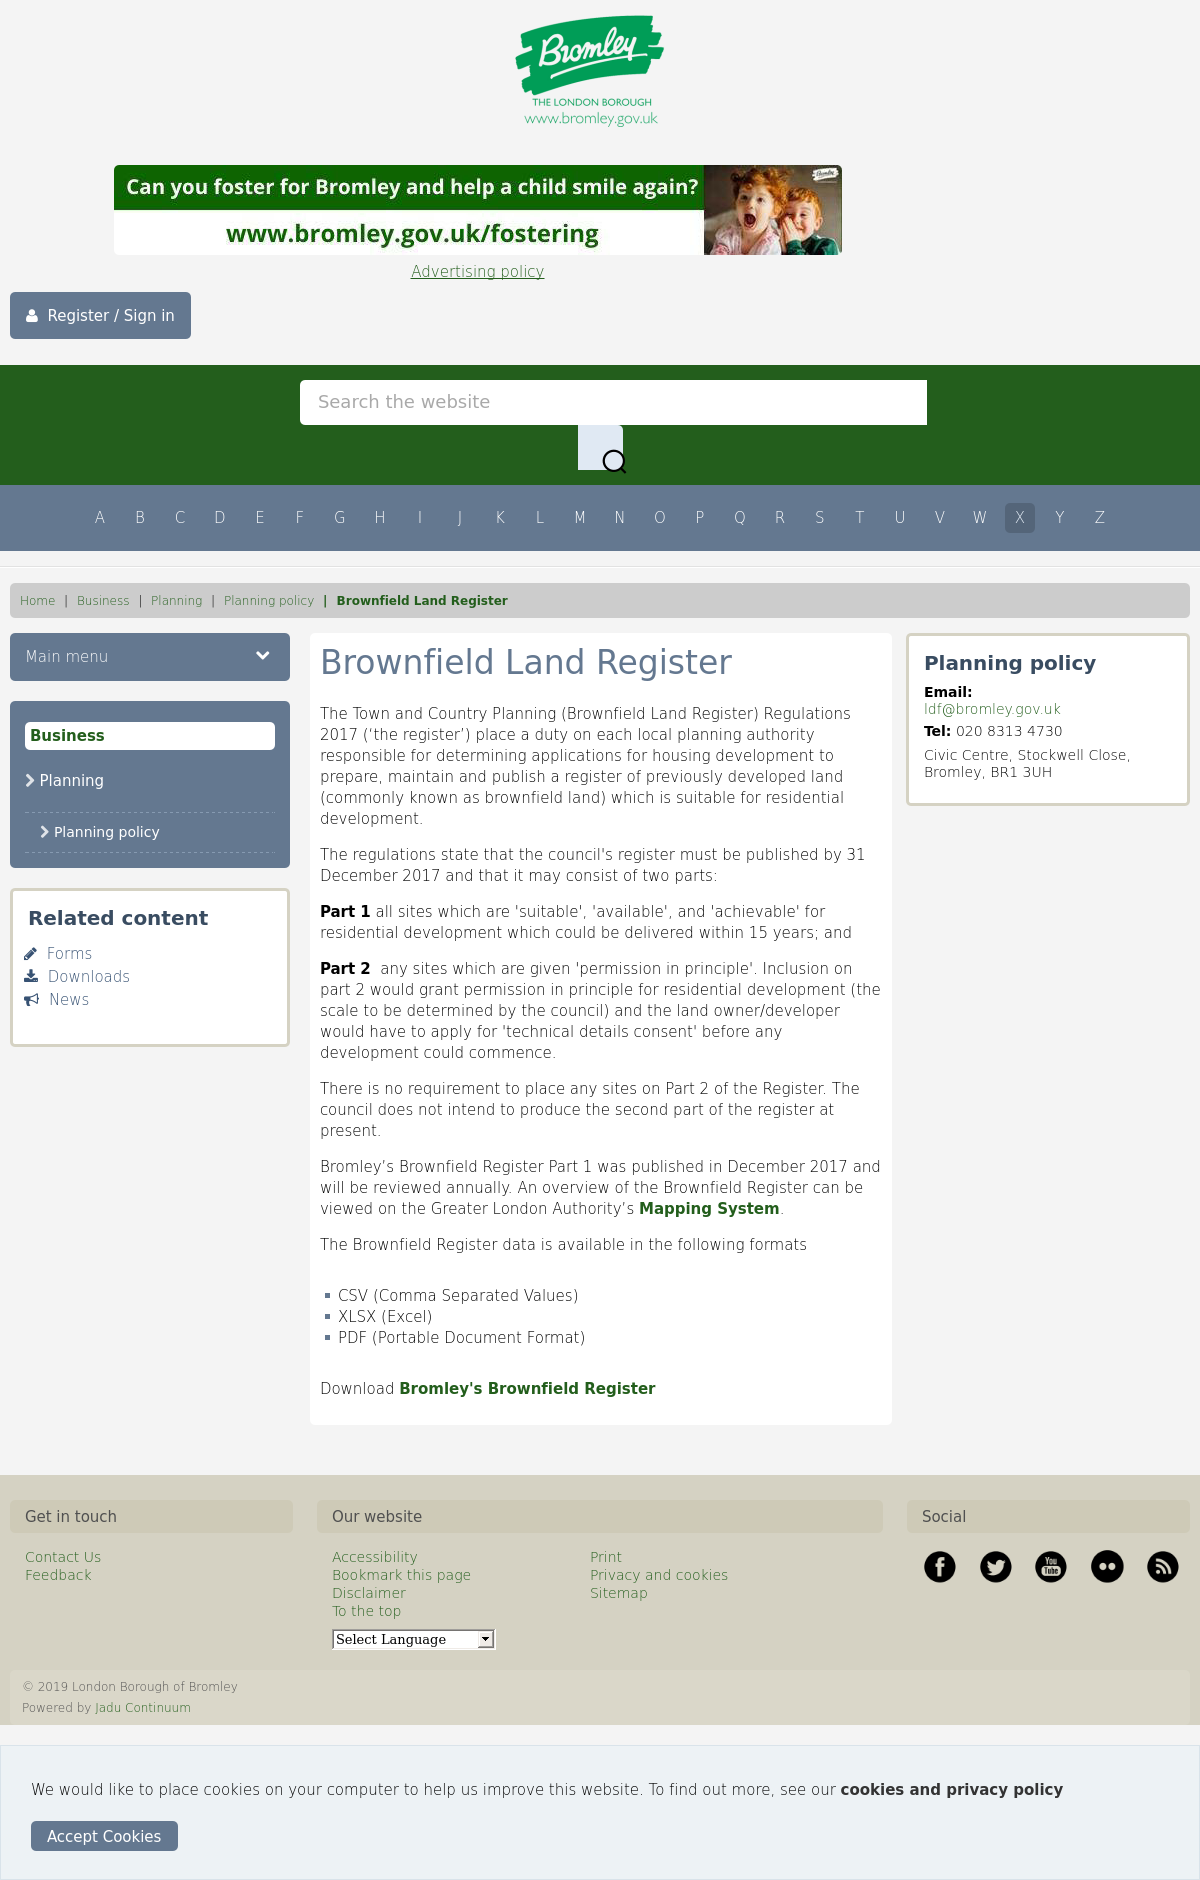 Bromley
THE LONDON BOROUGH
www.bromley.gov.uk
Can you foster for Bromley and help a child smile again?
www.bromley.gov.uk/fostering
Bromley
Advertising policy
Register / Sign in
Search the website
A B C D E F G H I J K L M N O P Q R S T U V W X Y Z
Home | Business | Planning | Planning policy | Brownfield Land Register
Main menu
Business
Planning
Planning policy
Related content
Forms
Downloads
News
Brownfield Land Register
The Town and Country Planning (Brownfield Land Register) Regulations
2017 (‘the register’) place a duty on each local planning authority
responsible for determining applications for housing development to
prepare, maintain and publish a register of previously developed land
(commonly known as brownfield land) which is suitable for residential
development.
The regulations state that the council's register must be published by 31
December 2017 and that it may consist of two parts:
Part 1 all sites which are 'suitable', 'available', and 'achievable' for
residential development which could be delivered within 15 years; and
Part 2  any sites which are given 'permission in principle'. Inclusion on
part 2 would grant permission in principle for residential development (the
scale to be determined by the council) and the land owner/developer
would have to apply for 'technical details consent' before any
development could commence.
There is no requirement to place any sites on Part 2 of the Register. The
council does not intend to produce the second part of the register at
present.
Bromley’s Brownfield Register Part 1 was published in December 2017 and
will be reviewed annually. An overview of the Brownfield Register can be
viewed on the Greater London Authority’s Mapping System.
The Brownfield Register data is available in the following formats
CSV (Comma Separated Values)
XLSX (Excel)
PDF (Portable Document Format)
Download Bromley's Brownfield Register
Planning policy
Email:
ldf@bromley.gov.uk
Tel: 020 8313 4730
Civic Centre, Stockwell Close,
Bromley, BR1 3UH
Get in touch
Contact Us
Feedback
Our website
Accessibility
Bookmark this page
Disclaimer
To the top
Print
Privacy and cookies
Sitemap
Select Language
Social
You
Tube
© 2019 London Borough of Bromley
Powered by Jadu Continuum
We would like to place cookies on your computer to help us improve this website. To find out more, see our cookies and privacy policy
Accept Cookies